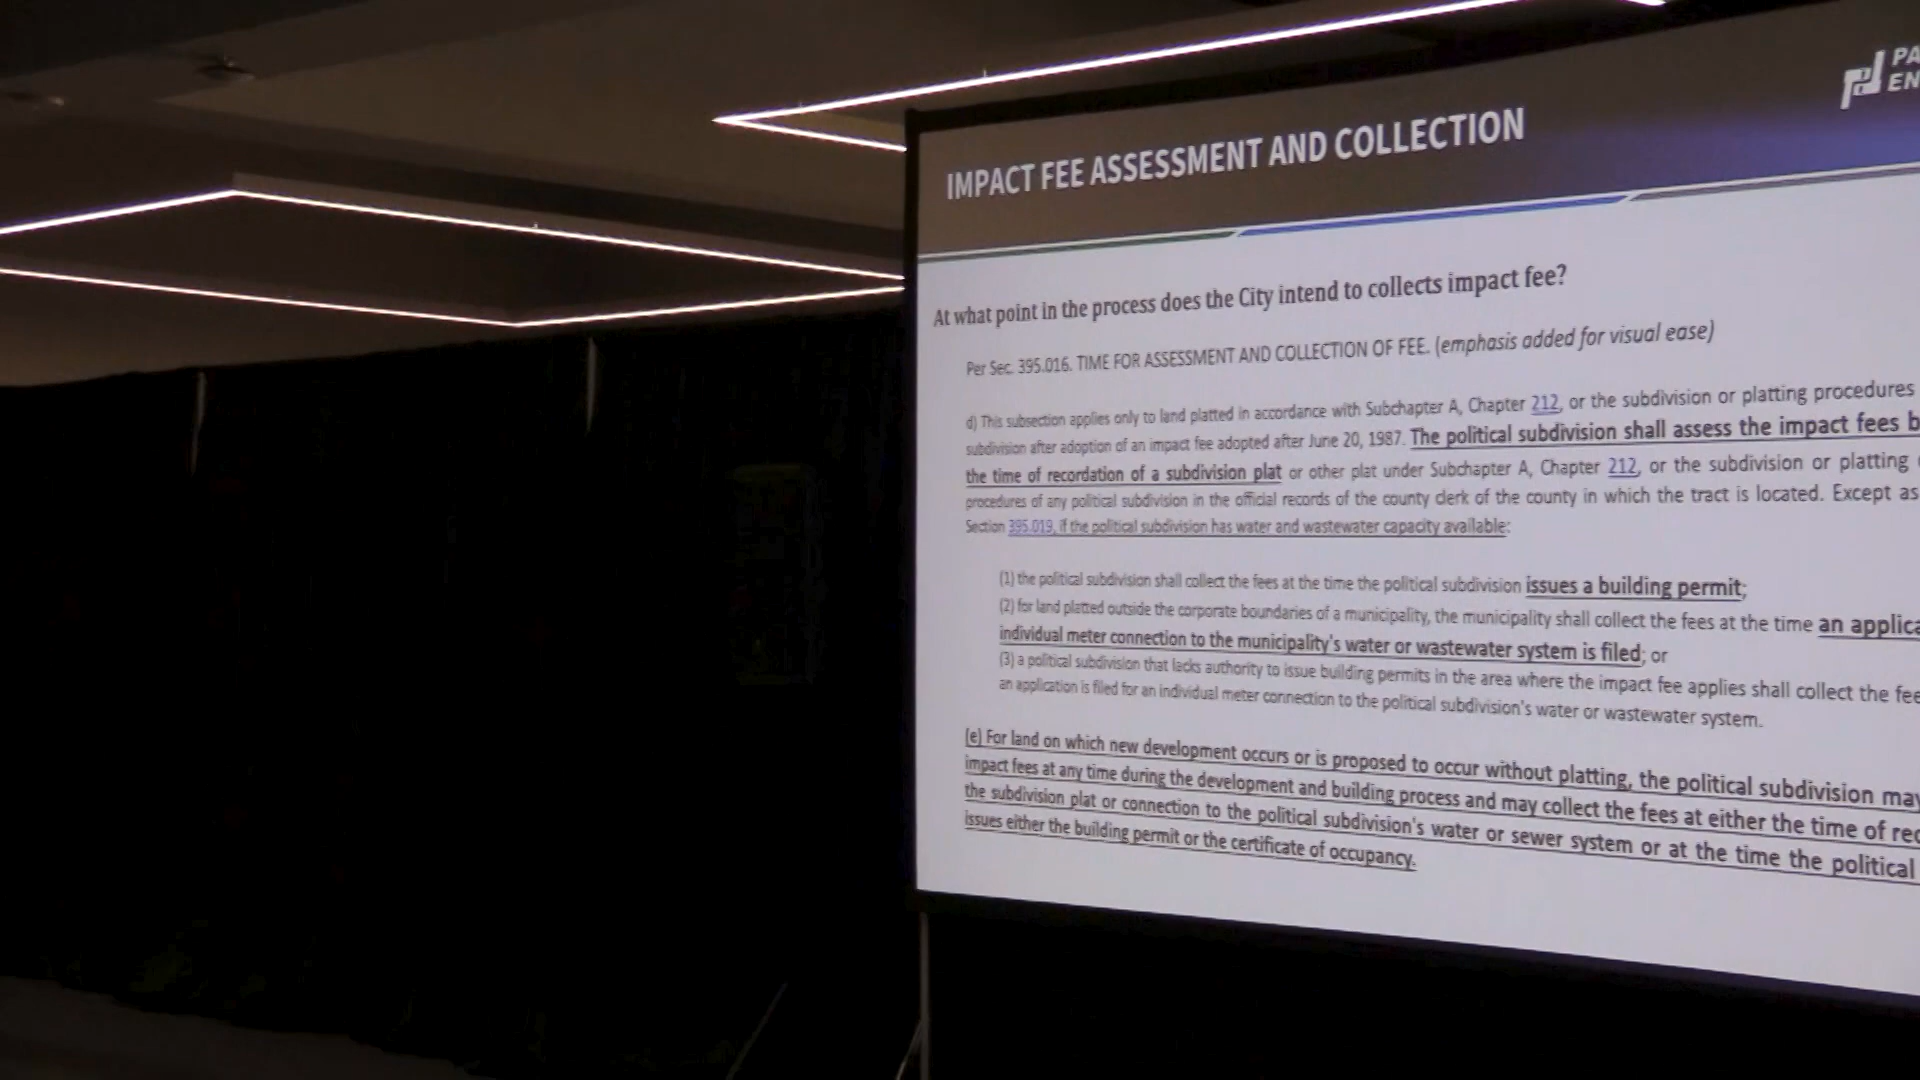 PA
EN
IMPACT FEE ASSESSMENT AND COLLECTION
At what point in the process does the City intend to collects impact fee?
Per Sec. 395.016. TIME FOR ASSESSMENT AND COLLECTION OF FEE. (emphasis added for visual ease)
d) This subsection applies only to land platted in accordance with Subchapter A, Chapter 212, or the subdivision or platting procedures
subdivision after adoption of an impact fee adopted after June 20, 1987. The political subdivision shall assess the impact fees b
the time of recordation of a subdivision plat or other plat under Subchapter A, Chapter 212, or the subdivision or platting
procedures of any political subdivision in the official records of the county clerk of the county in which the tract is located. Except as
Section 395.019, if the political subdivision has water and wastewater capacity available:
(1) the political subdivision shall collect the fees at the time the political subdivision issues a building permit;
(2) for land platted outside the corporate boundaries of a municipality, the municipality shall collect the fees at the time an applica
individual meter connection to the municipality's water or wastewater system is filed; or
(3) a political subdivision that lacks authority to issue building permits in the area where the impact fee applies shall collect the fee
an application is filed for an individual meter connection to the political subdivision's water or wastewater system.
(e) For land on which new development occurs or is proposed to occur without platting, the political subdivision may
impact fees at any time during the development and building process and may collect the fees at either the time of rec
the subdivision plat or connection to the political subdivision's water or sewer system or at the time the political
issues either the building permit or the certificate of occupancy.